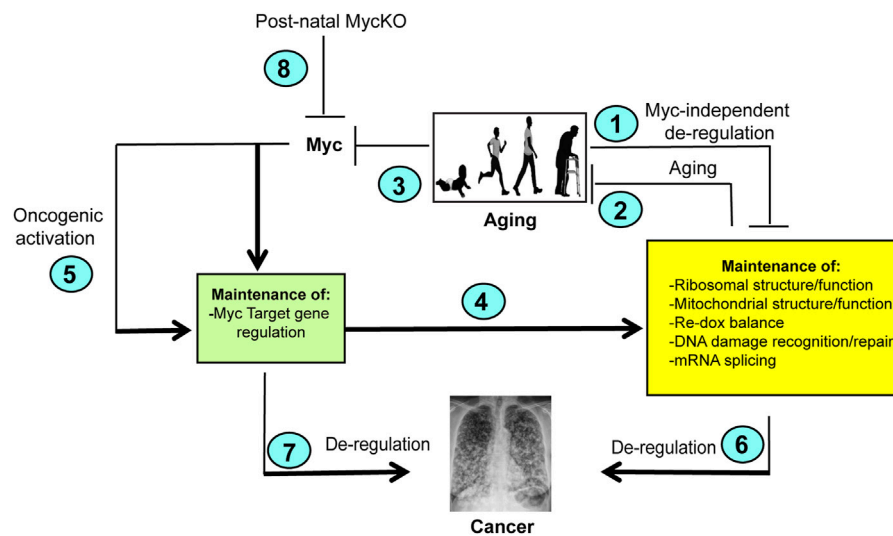 Post-natal MycKO
8
1
Myc-independent
de-regulation
Myc
3
Aging
2
Aging
Oncogenic
activation
5
Maintenance of:
-Myc Target gene
regulation
4
Maintenance of:
-Ribosomal structure/function
-Mitochondrial structure/function
-Re-dox balance
-DNA damage recognition/repair
-mRNA splicing
7
De-regulation
De-regulation
6
Cancer